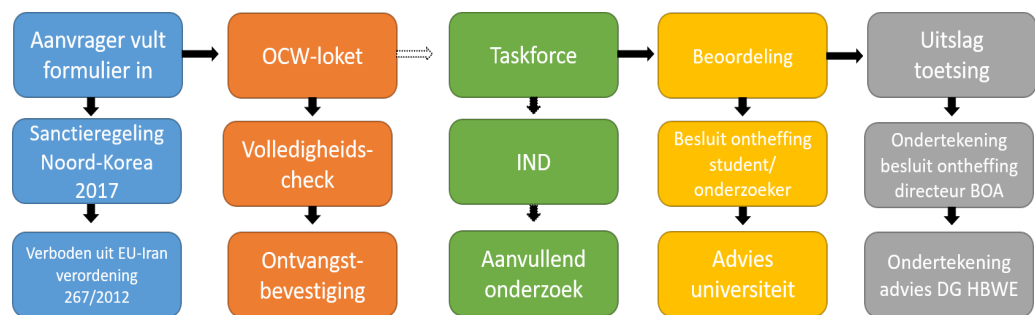 Aanvrager vult
formulier in
OCW-loket
Taskforce
Beoordeling
Uitslag
toetsing
Sanctieregeling
Noord-Korea
2017
Volledigheids-
check
IND
Besluit ontheffing
student/
onderzoeker
Ondertekening
besluit ontheffing
directeur BOA
Verboden uit EU-Iran
verordening
267/2012
Ontvangst-
bevestiging
Aanvullend
onderzoek
Advies
universiteit
Ondertekening
advies DG HBWE